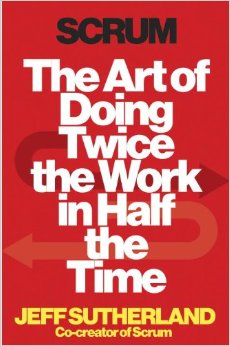 SCRUM
The Art of
Doing
Twice
the Work
in Half
the
Time
JEFF SUTHERLAND
Co-creator of Scrum